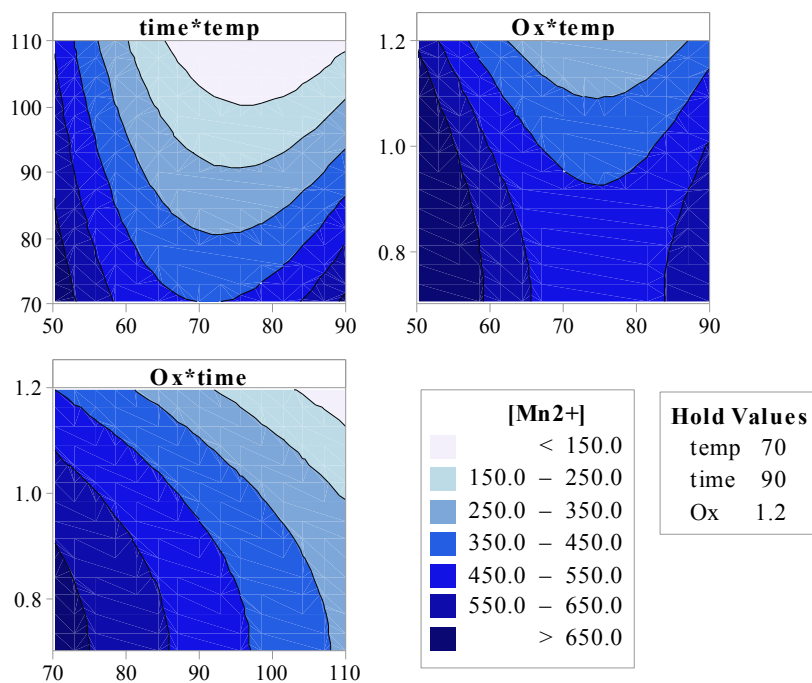 time*temp
110
100
90
80
70
50 60 70 80 90
Ox*temp
1.2
1.0
0.8
50 60 70 80 90
Ox*time
1.2
1.0
0.8
70 80 90 100 110
[Mn2+]
< 150.0
150.0 – 250.0
250.0 – 350.0
350.0 – 450.0
450.0 – 550.0
550.0 – 650.0
> 650.0
Hold Values
temp 70
time 90
Ox 1.2